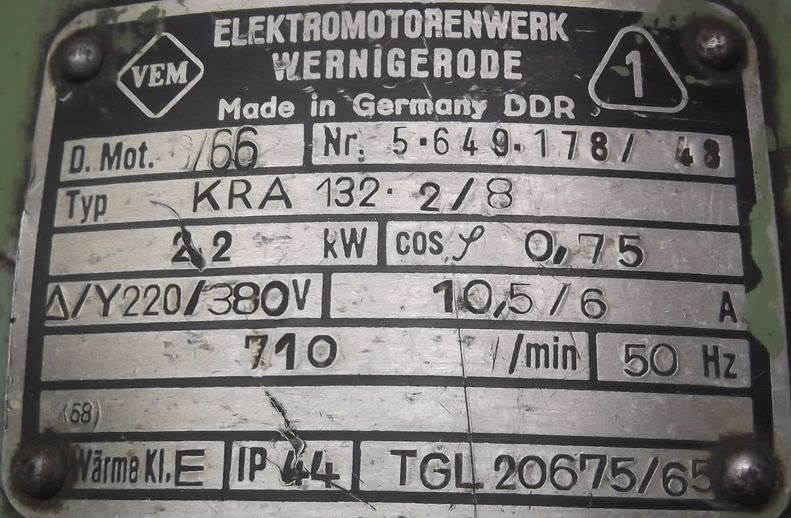 ELEKTROMOTORENWERK
VEM WERNIGERODE 1
Made in Germany DDR
D. Mot. /66 Nr. 5·649·178/ 48
Typ KRA 132· 2/8
2,2 kW cos φ 0,75
Δ/Y220/380V 10,5/6 A
710 /min 50 Hz
(58)
Wärme Kl. E IP 44 TGL 20675/65